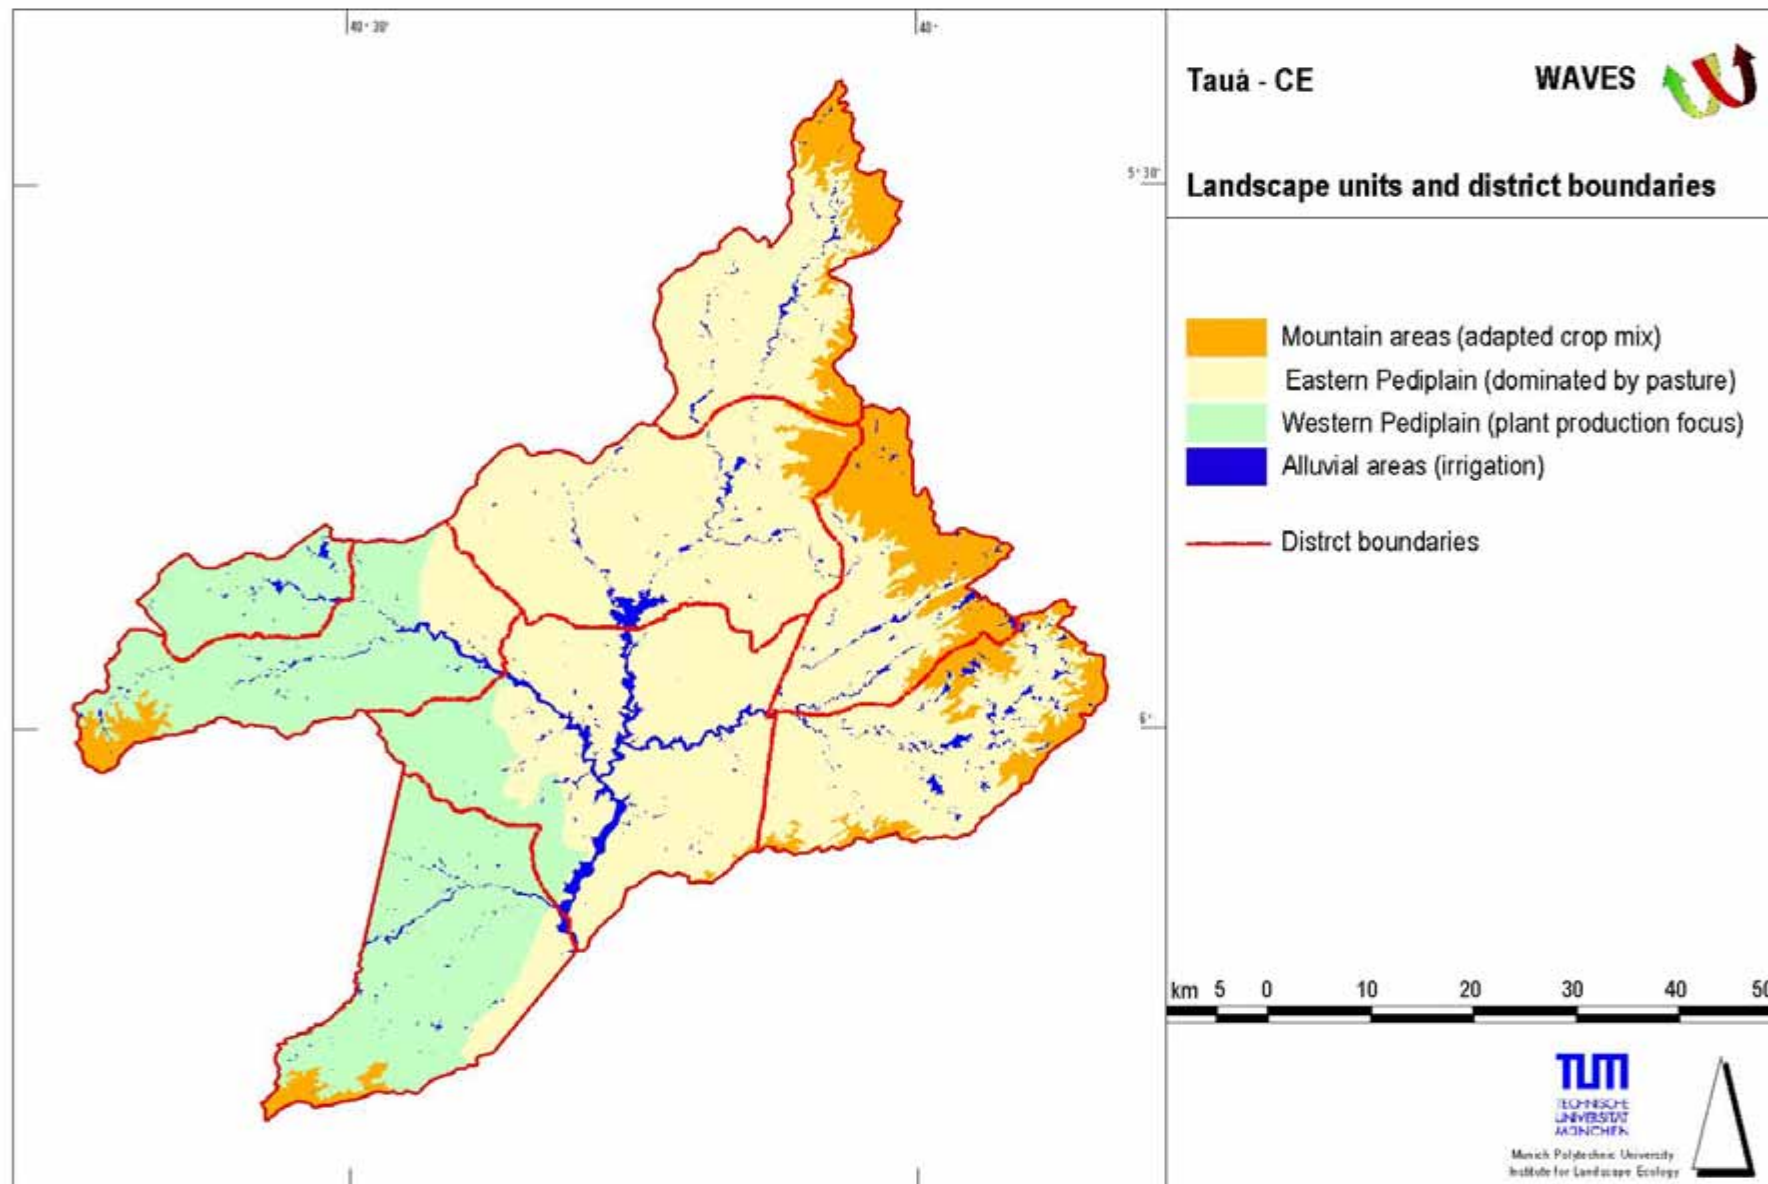 40° 30'
40°
Tauá - CE
WAVES
5° 30'
Landscape units and district boundaries
Mountain areas (adapted crop mix)
Eastern Pediplain (dominated by pasture)
Western Pediplain (plant production focus)
Alluvial areas (irrigation)
Distrct boundaries
6°
km 5 0 10 20 30 40 50
TUM
TECHNISCHE
UNIVERSITÄT
MÜNCHEN
Munich Polytechnic University
Institute for Landscape Ecology